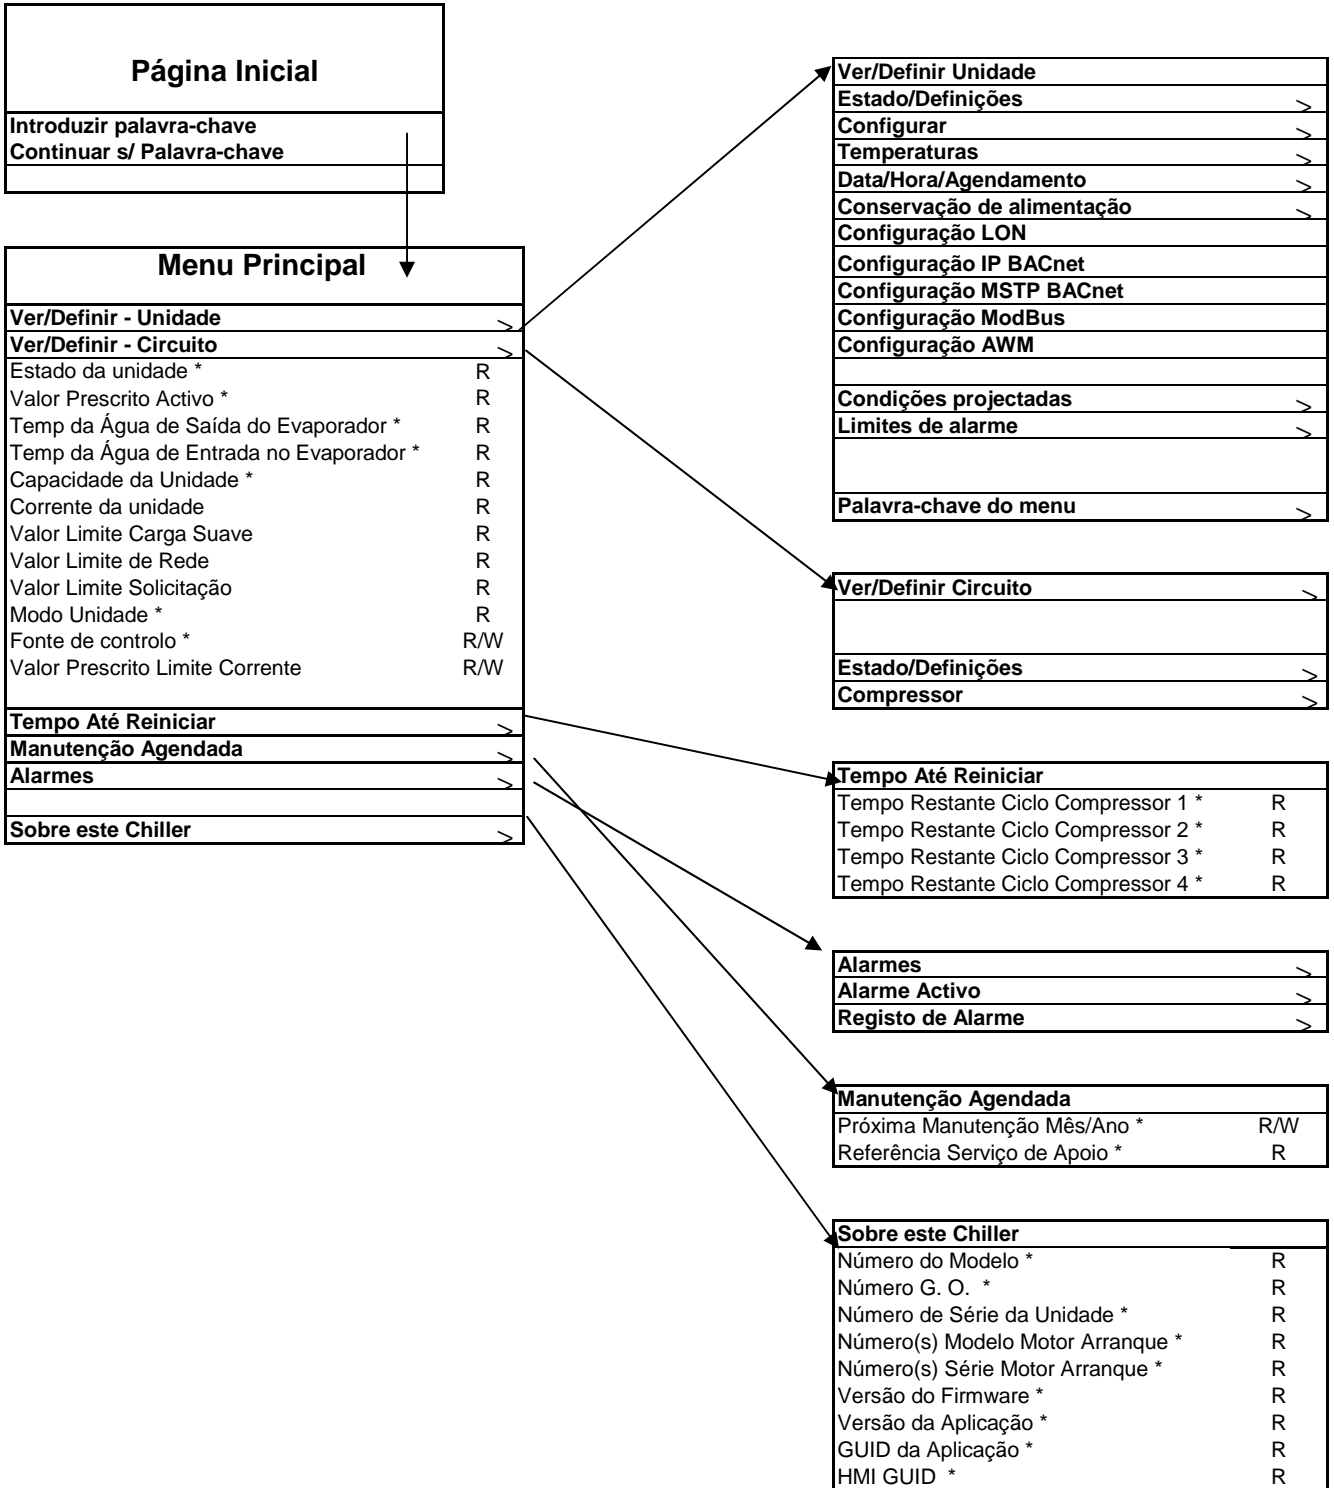 Página Inicial
Introduzir palavra-chave
Continuar s/ Palavra-chave
Menu Principal
Ver/Definir - Unidade >
Ver/Definir - Circuito >
Estado da unidade * R
Valor Prescrito Activo * R
Temp da Água de Saída do Evaporador * R
Temp da Água de Entrada no Evaporador * R
Capacidade da Unidade * R
Corrente da unidade R
Valor Limite Carga Suave R
Valor Limite de Rede R
Valor Limite Solicitação R
Modo Unidade * R
Fonte de controlo * R/W
Valor Prescrito Limite Corrente R/W
Tempo Até Reiniciar >
Manutenção Agendada >
Alarmes >
Sobre este Chiller >
Ver/Definir Unidade
Estado/Definições >
Configurar >
Temperaturas >
Data/Hora/Agendamento >
Conservação de alimentação >
Configuração LON
Configuração IP BACnet
Configuração MSTP BACnet
Configuração ModBus
Configuração AWM
Condições projectadas >
Limites de alarme >
Palavra-chave do menu >
Ver/Definir Circuito >
Estado/Definições >
Compressor >
Tempo Até Reiniciar
Tempo Restante Ciclo Compressor 1 * R
Tempo Restante Ciclo Compressor 2 * R
Tempo Restante Ciclo Compressor 3 * R
Tempo Restante Ciclo Compressor 4 * R
Alarmes >
Alarme Activo >
Registo de Alarme >
Manutenção Agendada
Próxima Manutenção Mês/Ano * R/W
Referência Serviço de Apoio * R
Sobre este Chiller
Número do Modelo * R
Número G. O. * R
Número de Série da Unidade * R
Número(s) Modelo Motor Arranque * R
Número(s) Série Motor Arranque * R
Versão do Firmware * R
Versão da Aplicação * R
GUID da Aplicação * R
HMI GUID * R